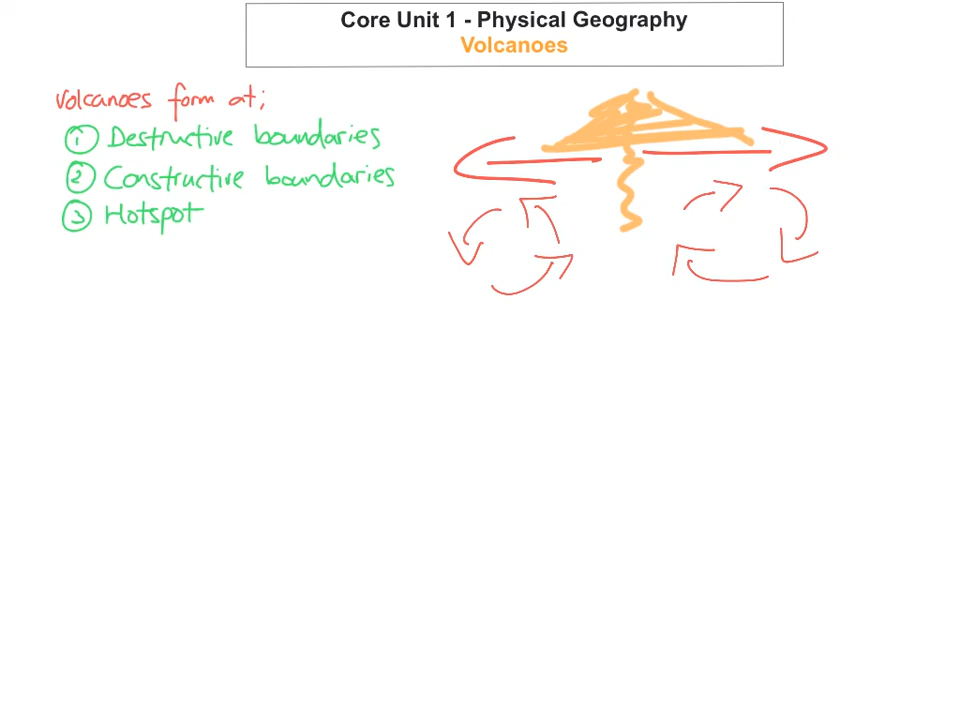 Core Unit 1 - Physical Geography
Volcanoes
Volcanoes form at;
① Destructive boundaries
② Constructive boundaries
③ Hotspot